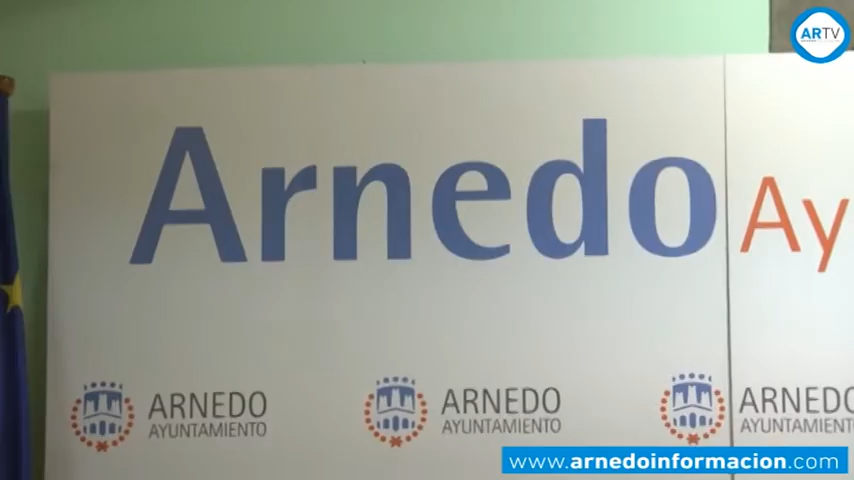 ARTV
Arnedo Ay
ARNEDO
AYUNTAMIENTO
ARNEDO
AYUNTAMIENTO
ARNEDO
AYUNTAMIENTO
www.arnedoinformacion.com